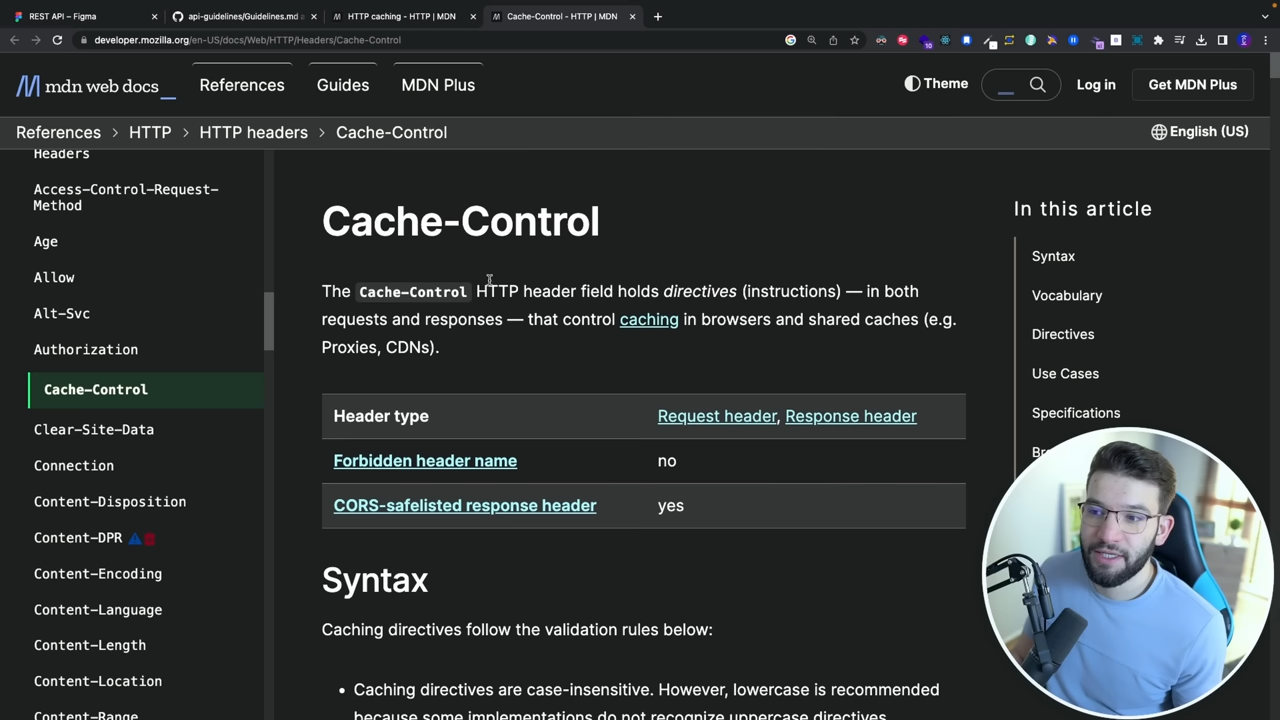 REST API – Figma
api-guidelines/Guidelines.md a
HTTP caching - HTTP | MDN
Cache-Control - HTTP | MDN
developer.mozilla.org/en-US/docs/Web/HTTP/Headers/Cache-Control
mdn web docs
References
Guides
MDN Plus
Theme
Log in
Get MDN Plus
References > HTTP > HTTP headers > Cache-Control
English (US)
Headers
Access-Control-Request-
Method
Age
Allow
Alt-Svc
Authorization
Cache-Control
Clear-Site-Data
Connection
Content-Disposition
Content-DPR
Content-Encoding
Content-Language
Content-Length
Content-Location
Content-Range
Cache-Control
The Cache-Control HTTP header field holds directives (instructions) — in both
requests and responses — that control caching in browsers and shared caches (e.g.
Proxies, CDNs).
Header type Request header, Response header
Forbidden header name no
CORS-safelisted response header yes
Syntax
Caching directives follow the validation rules below:
• Caching directives are case-insensitive. However, lowercase is recommended
because some implementations do not recognize uppercase directives.
In this article
Syntax
Vocabulary
Directives
Use Cases
Specifications